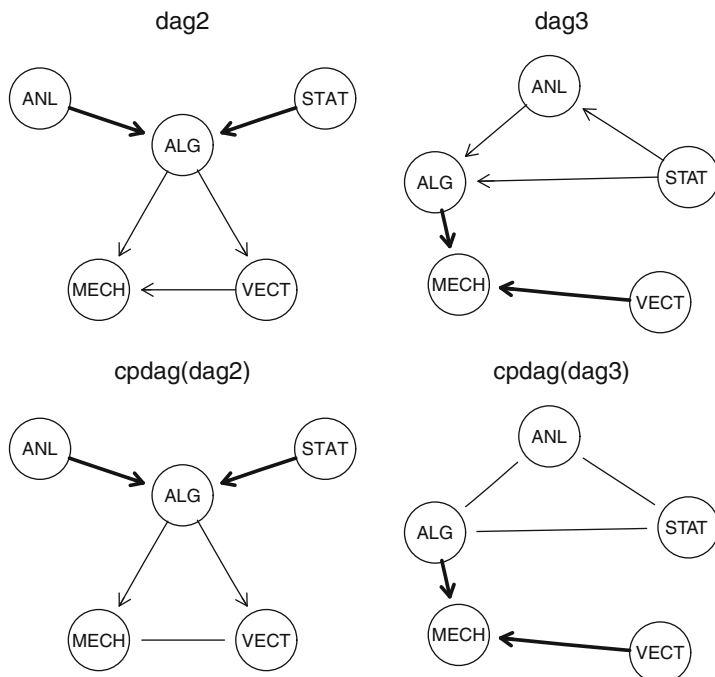 dag2
ANL
STAT
ALG
MECH
VECT
dag3
ANL
ALG
STAT
MECH
VECT
cpdag(dag2)
ANL
STAT
ALG
MECH
VECT
cpdag(dag3)
ANL
ALG
STAT
MECH
VECT